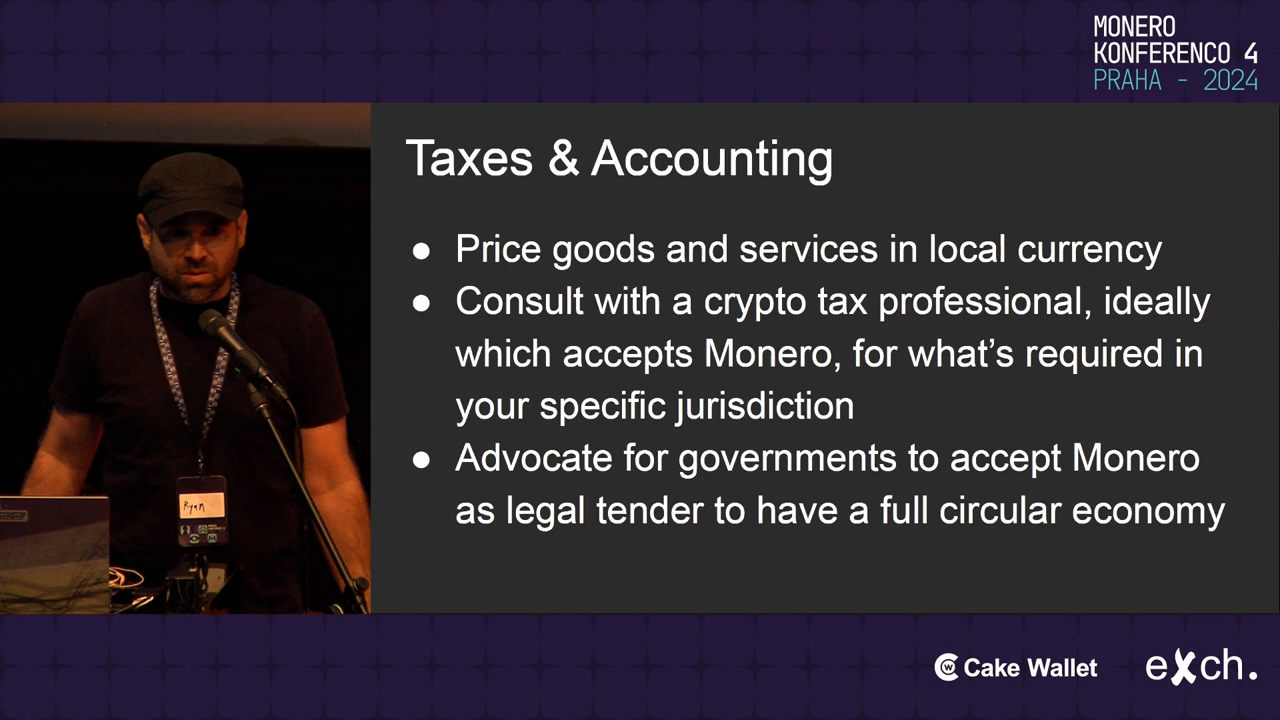 MONERO
KONFERENCO 4
PRAHA - 2024
Taxes & Accounting
● Price goods and services in local currency
● Consult with a crypto tax professional, ideally
which accepts Monero, for what's required in
your specific jurisdiction
● Advocate for governments to accept Monero
as legal tender to have a full circular economy
Ryan
Cake Wallet
exch.